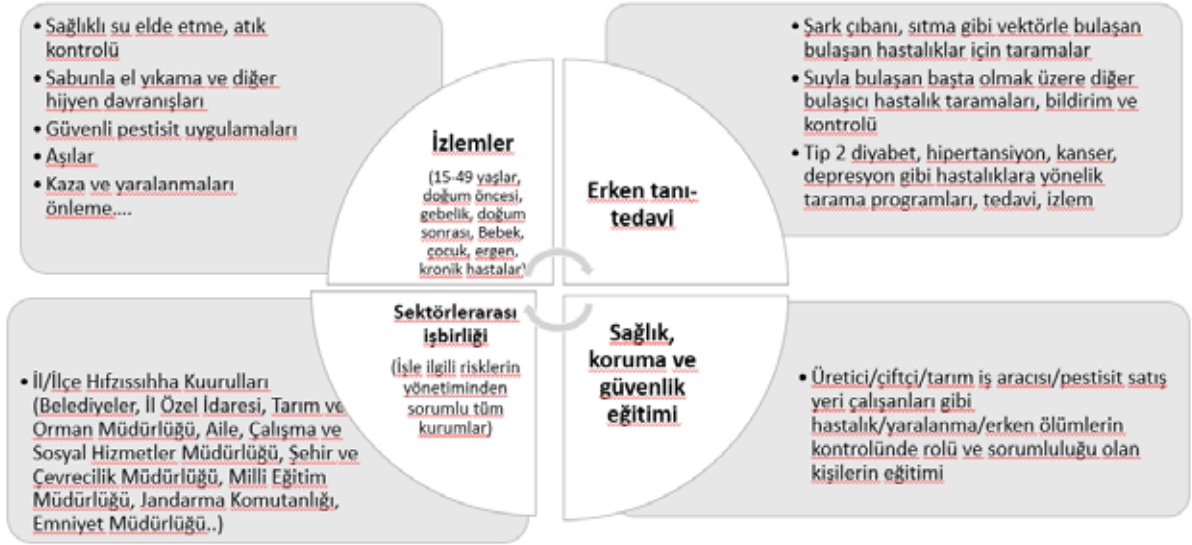 • Sağlıklı su elde etme, atık
kontrolü
• Sabunla el yıkama ve diğer
hijyen davranışları
• Güvenli pestisit uygulamaları
• Aşılar
• Kaza ve yaralanmaları
önleme....
İzlemler
(15-49 yaşlar,
doğum öncesi,
gebelik, doğum
sonrası, Bebek,
çocuk, ergen,
kronik hastalar)
Erken tanı-
tedavi
• Şark çıbanı, sıtma gibi vektörle bulaşan
bulaşan hastalıklar için taramalar
• Suyla bulaşan başta olmak üzere diğer
bulaşıcı hastalık taramaları, bildirim ve
kontrolü
• Tip 2 diyabet, hipertansiyon, kanser,
depresyon gibi hastalıklara yönelik
tarama programları, tedavi, izlem
• İl/İlçe Hıfzıssıhha Kuurulları
(Belediyeler, İl Özel İdaresi, Tarım ve
Orman Müdürlüğü, Aile, Çalışma ve
Sosyal Hizmetler Müdürlüğü, Şehir ve
Çevrecilik Müdürlüğü, Milli Eğitim
Müdürlüğü, Jandarma Komutanlığı,
Emniyet Müdürlüğü..)
Sektörlerarası
işbirliği
(İşle ilgili risklerin
yönetiminden
sorumlu tüm
kurumlar)
Sağlık,
koruma ve
güvenlik
eğitimi
• Üretici/çiftçi/tarım iş aracısı/pestisit satış
yeri çalışanları gibi
hastalık/yaralanma/erken ölümlerin
kontrolünde rolü ve sorumluluğu olan
kişilerin eğitimi